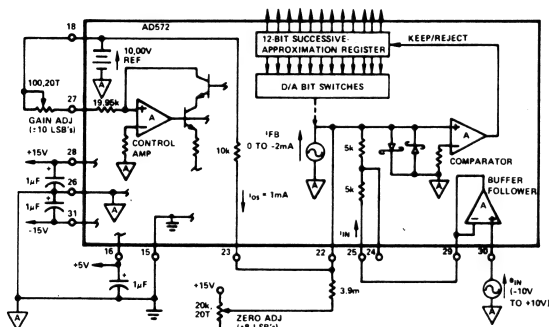 AD572
18
12-BIT SUCCESSIVE-
APPROXIMATION REGISTER
KEEP/REJECT
10,00V
REF
D/A BIT SWITCHES
100,20T
27
19.95k
GAIN ADJ
(±10 LSB's)
CONTROL
AMP
IFB
0 TO -2mA
COMPARATOR
+15V
28
10k
5k
BUFFER
FOLLOWER
1µF
26
1µF
5k
-15V
31
IOS = 1mA
IIN
16
15
23
22
25
24
29
30
+5V
1µF
+15V
3.9m
20k,
20T
ZERO ADJ
(±8 LSB's)
eIN
(-10V
TO +10V)
A
A
A
A
A
A
A
A
A
A
A
A